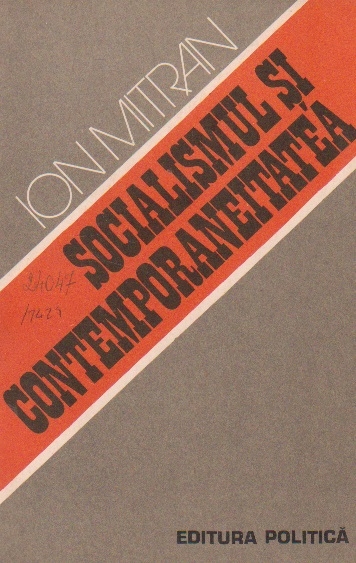 ION MITRAN
SOCIALISMUL ȘI
CONTEMPORANEITATEA
EDITURA POLITICĂ